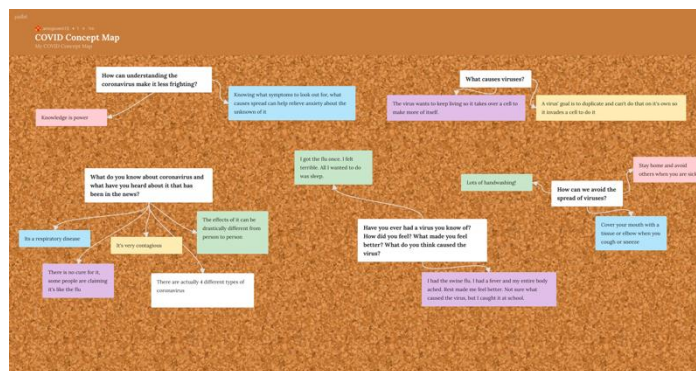 padlet
COVID Concept Map
My COVID Concept Map
How can understanding the
coronavirus make it less frighting?
Knowledge is power
Knowing what symptoms to look out for, what
causes spread can help relieve anxiety about the
unknown of it
What causes viruses?
The virus wants to keep living so it takes over a cell to
make more of itself.
A virus' goal is to duplicate and can't do that on it's own so
it invades a cell to do it
What do you know about coronavirus and
what have you heard about it that has
been in the news?
Its a respiratory disease
There is no cure for it,
some people are claiming
it's like the flu
It's very contagious
There are actually 4 different types of
coronavirus
The effects of it can be
drastically different from
person to person.
I got the flu once. I felt
terrible. All I wanted to do
was sleep.
Have you ever had a virus you know of?
How did you feel? What made you feel
better? What do you think caused the
virus?
I had the swine flu. I had a fever and my entire body
ached. Rest made me feel better. Not sure what
caused the virus, but I caught it at school.
Lots of handwashing!
How can we avoid the
spread of viruses?
Stay home and avoid
others when you are sick
Cover your mouth with a
tissue or elbow when you
cough or sneeze